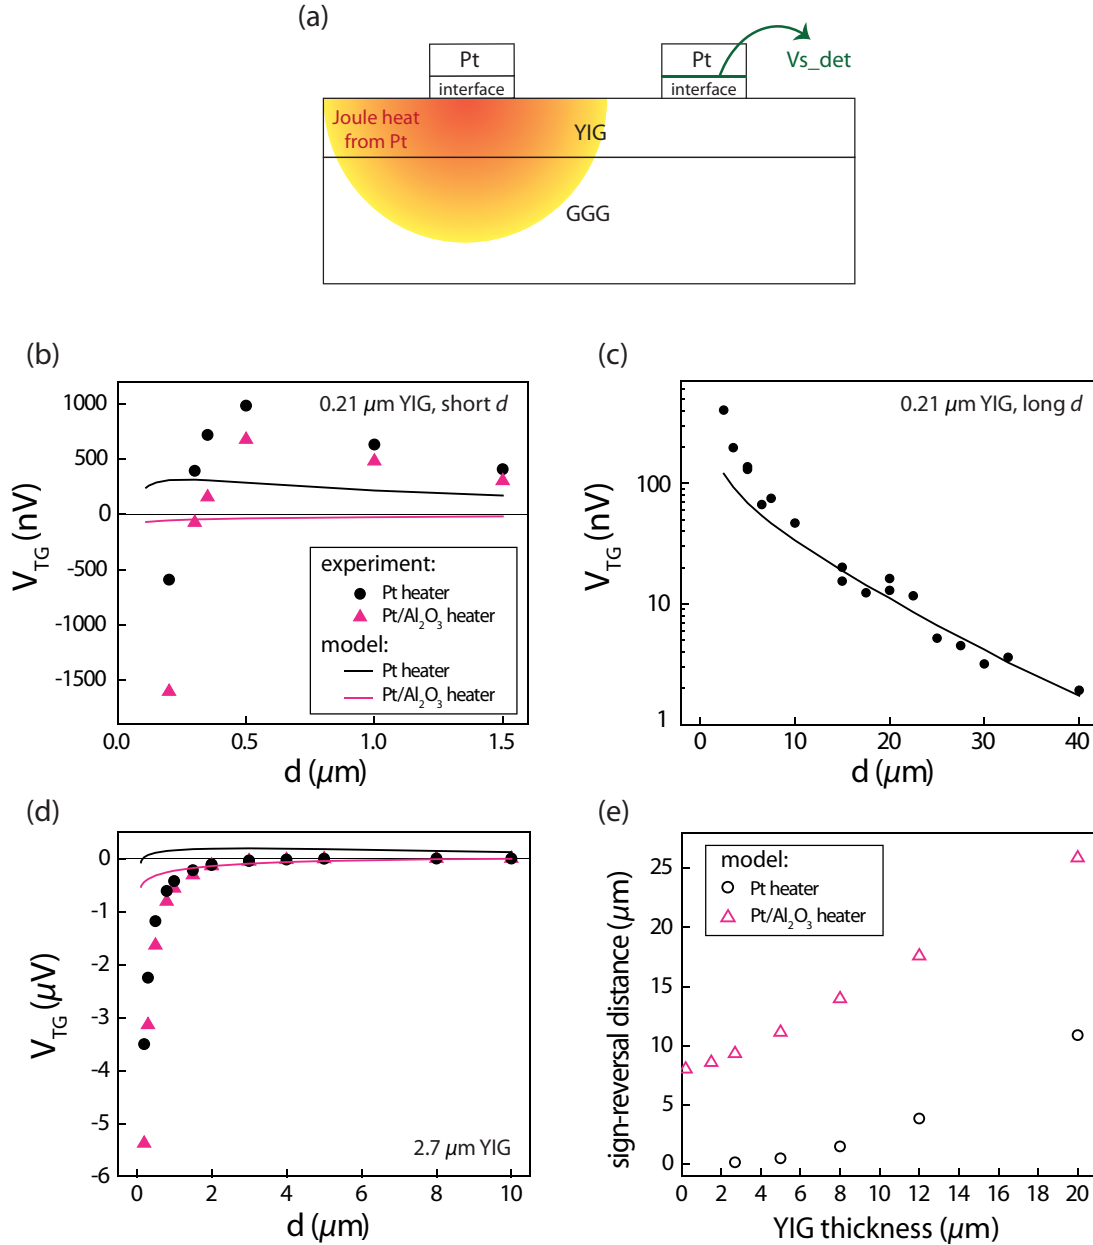 (a)
Pt
interface
Pt
interface
Vs_det
Joule heat
from Pt
YIG
GGG
(b)
0.21 μm YIG, short d
1000
500
0
-500
-1000
-1500
V_TG (nV)
experiment:
Pt heater
Pt/Al₂O₃ heater
model:
Pt heater
Pt/Al₂O₃ heater
0.0 0.5 1.0 1.5
d (μm)
(c)
0.21 μm YIG, long d
100
10
1
V_TG (nV)
0 10 20 30 40
d (μm)
(d)
0
-1
-2
-3
-4
-5
-6
V_TG (μV)
2.7 μm YIG
0 2 4 6 8 10
d (μm)
(e)
25
20
15
10
5
0
sign-reversal distance (μm)
model:
Pt heater
Pt/Al₂O₃ heater
0 2 4 6 8 10 12 14 16 18 20
YIG thickness (μm)